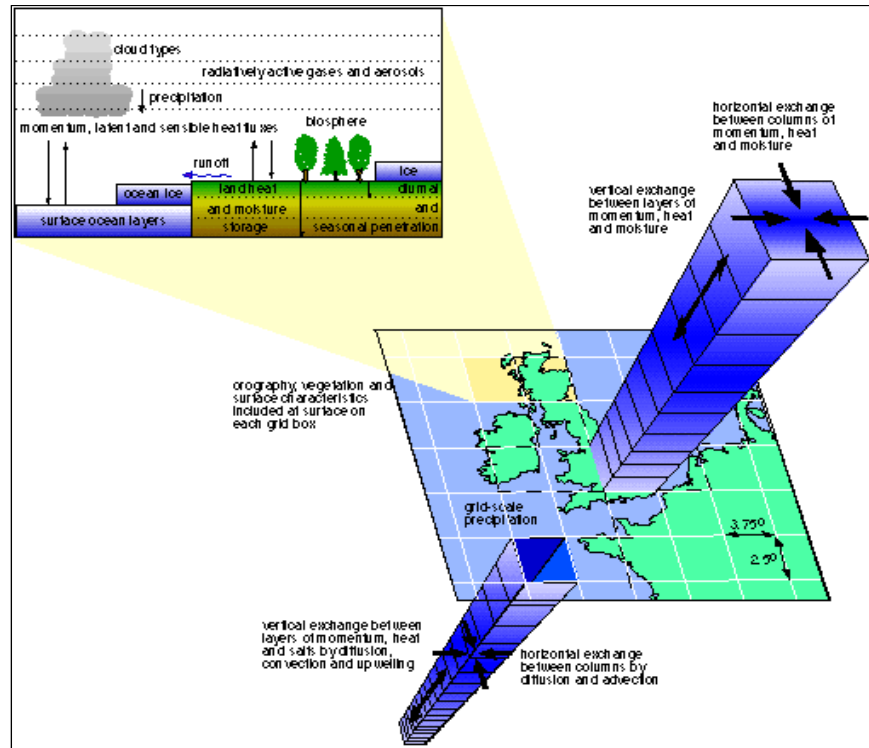 cloud types
radiatively active gases and aerosols
precipitation
momentum, latent and sensible heat fluxes
biosphere
run off
ice
ocean ice
land heat
diurnal
and moisture
and
surface ocean layers
storage
seasonal penetration
horizontal exchange
between columns of
momentum, heat
and moisture
vertical exchange
between layers of
momentum, heat
and moisture
orography, vegetation and
surface characteristics
included at surface on
each grid box
grid-scale
precipitation
3.75°
2.5°
vertical exchange between
layers of momentum, heat
and salts by diffusion,
convection and upwelling
horizontal exchange
between columns by
diffusion and advection